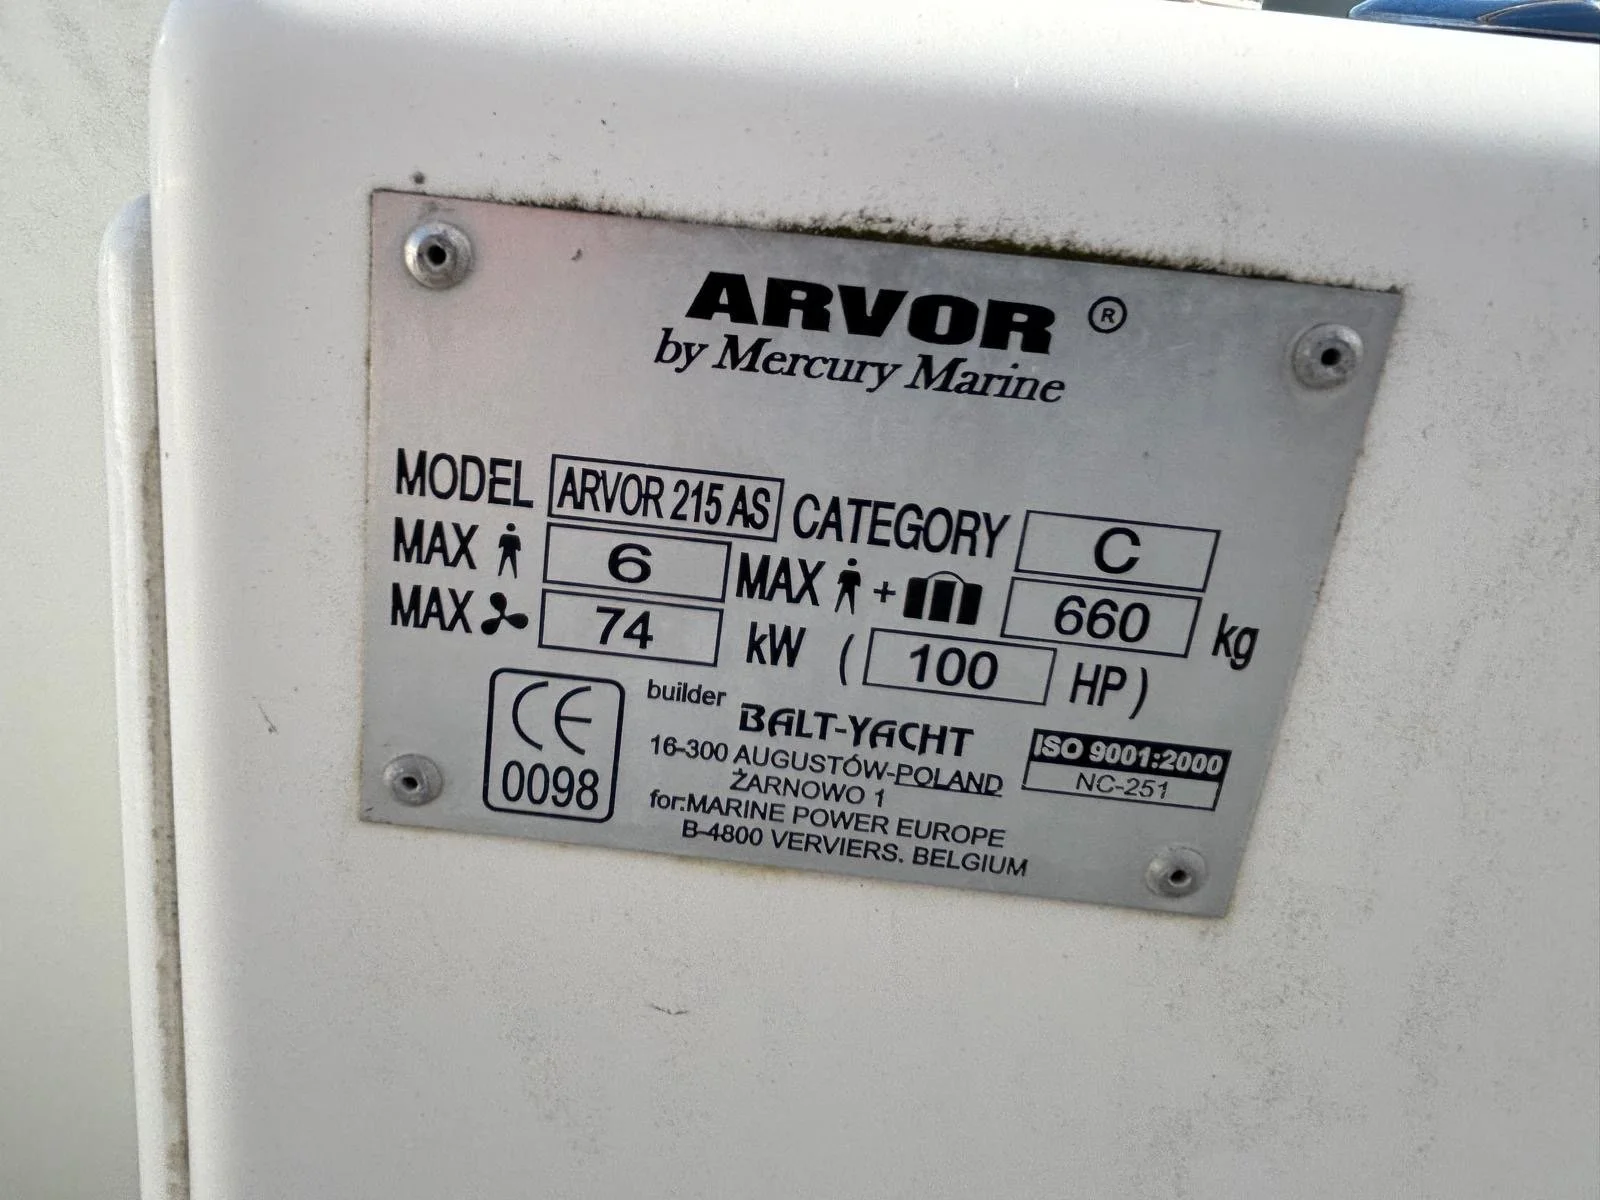 ARVOR ®
by Mercury Marine
MODEL ARVOR 215 AS CATEGORY C
MAX 6 MAX + 660 kg
MAX 74 kW ( 100 HP )
CE
0098
builder BALT-YACHT
16-300 AUGUSTÓW-POLAND
ŻARNOWO 1
for:MARINE POWER EUROPE
B-4800 VERVIERS. BELGIUM
ISO 9001:2000
NC-251